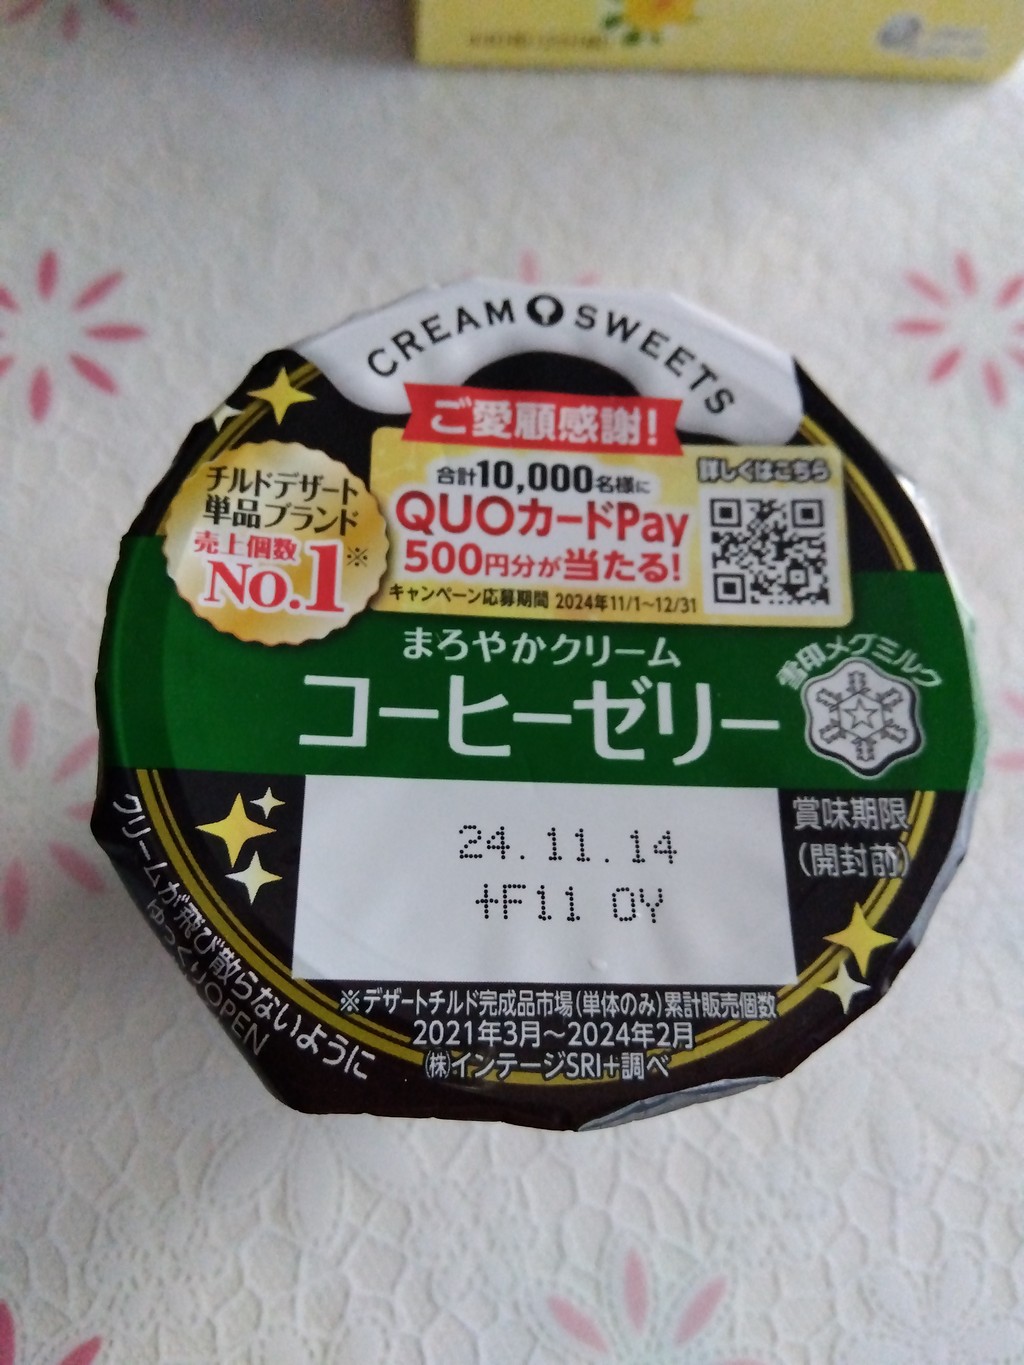 CREAM SWEETS
ご愛顧感謝!
チルドデザート
単品ブランド
売上個数
No.1※
合計10,000名様に
QUOカードPay
500円分が当たる!
キャンペーン応募期間 2024年11/1~12/31
詳しくはこちら
まろやかクリーム
コーヒーゼリー
雪印メグミルク
24.11.14
+F11 OY
賞味期限
(開封前)
クリームが飛び散らないように
ゆっくりOPEN
※デザートチルド完成品市場(単体のみ)累計販売個数
2021年3月~2024年2月
(株)インテージSRI+調べ